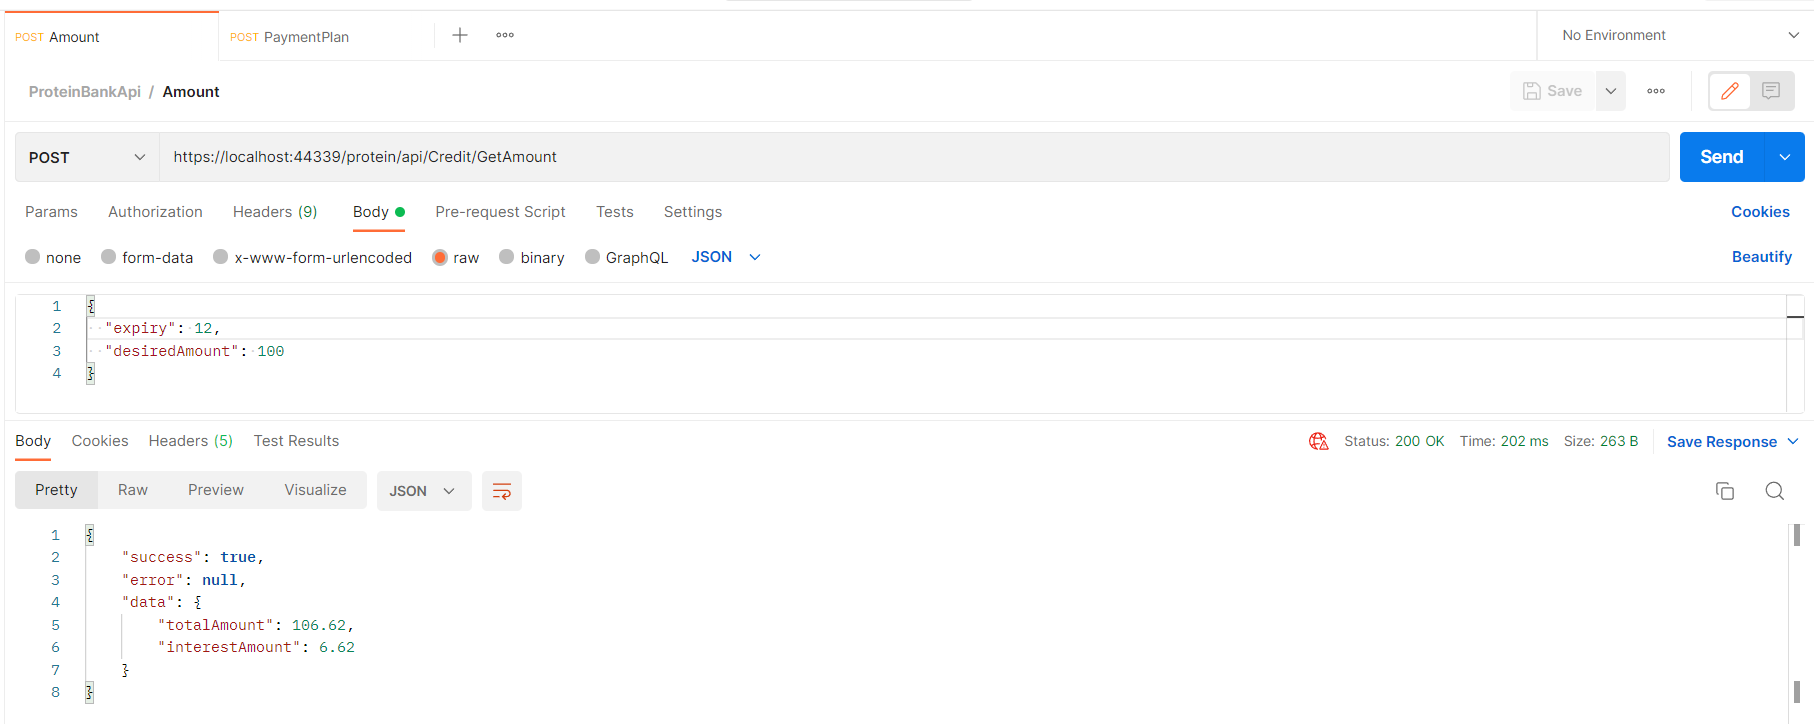 POST Amount
POST PaymentPlan
No Environment
ProteinBankApi / Amount
Save
POST
https://localhost:44339/protein/api/Credit/GetAmount
Send
Params Authorization Headers (9) Body Pre-request Script Tests Settings
Cookies
none form-data x-www-form-urlencoded raw binary GraphQL JSON
Beautify
1 {
2 "expiry": 12,
3 "desiredAmount": 100
4 }
Body Cookies Headers (5) Test Results
Status: 200 OK Time: 202 ms Size: 263 B
Save Response
Pretty Raw Preview Visualize JSON
1 {
2 "success": true,
3 "error": null,
4 "data": {
5 "totalAmount": 106.62,
6 "interestAmount": 6.62
7 }
8 }